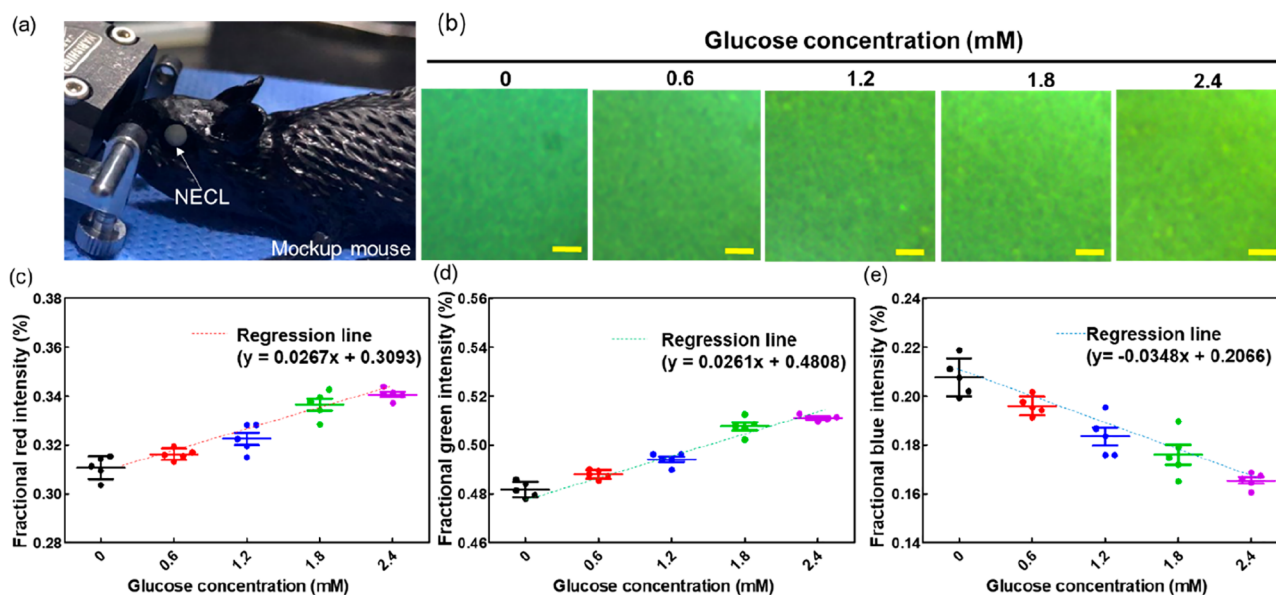 (a)
NECL
Mockup mouse
(b)
Glucose concentration (mM)
0 0.6 1.2 1.8 2.4
(c)
Fractional red intensity (%)
0.38
0.36
0.34
0.32
0.30
0.28
Regression line
(y = 0.0267x + 0.3093)
0 0.6 1.2 1.8 2.4
Glucose concentration (mM)
(d)
Fractional green intensity (%)
0.56
0.54
0.52
0.50
0.48
0.46
Regression line
(y = 0.0261x + 0.4808)
0 0.6 1.2 1.8 2.4
Glucose concentration (mM)
(e)
Fractional blue intensity (%)
0.24
0.22
0.20
0.18
0.16
0.14
Regression line
(y= -0.0348x + 0.2066)
0 0.6 1.2 1.8 2.4
Glucose concentration (mM)